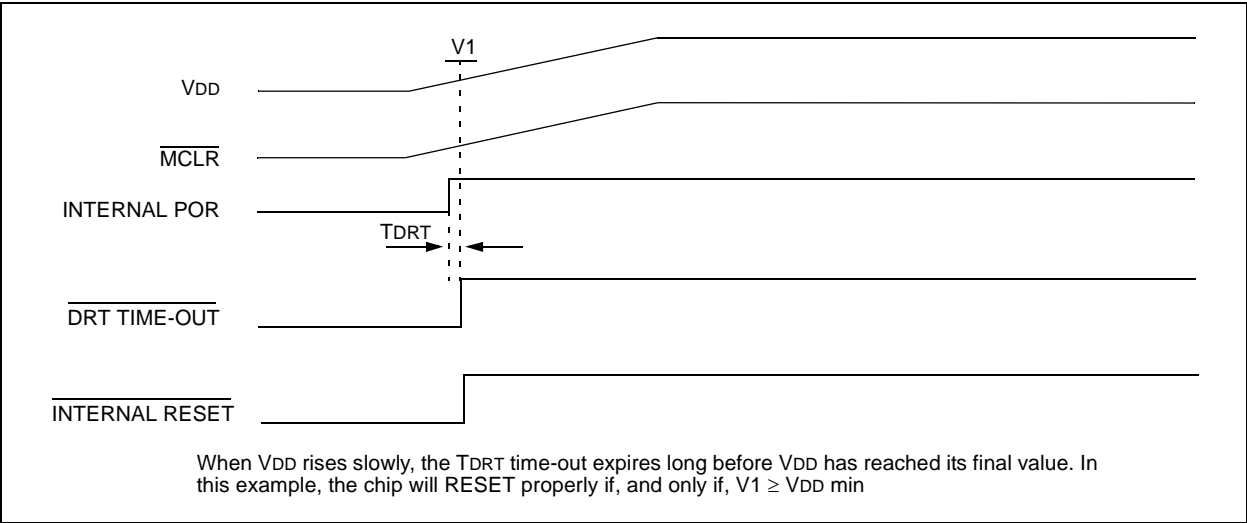 V1
VDD
MCLR
INTERNAL POR
TDRT
DRT TIME-OUT
INTERNAL RESET
When VDD rises slowly, the TDRT time-out expires long before VDD has reached its final value. In
this example, the chip will RESET properly if, and only if, V1 ≥ VDD min